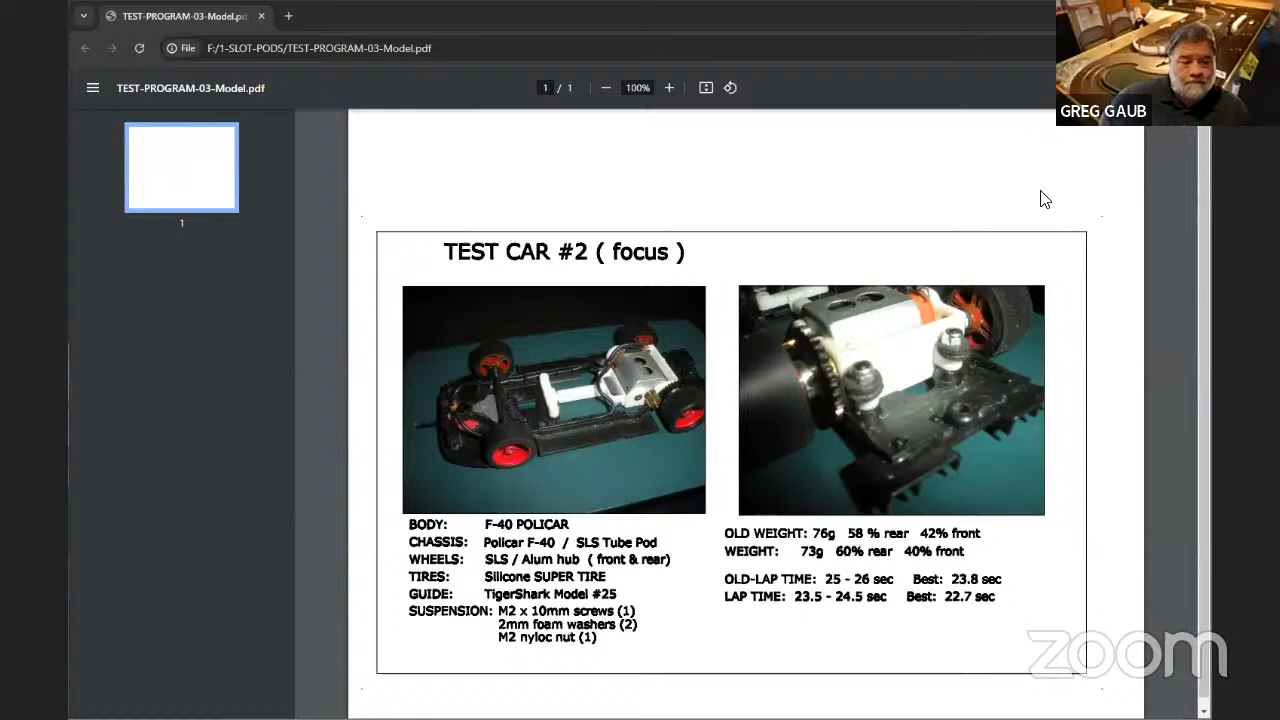 TEST-PROGRAM-03-Model.pd
File F:/1-SLOT-PODS/TEST-PROGRAM-03-Model.pdf
TEST-PROGRAM-03-Model.pdf
1 / 1
100%
GREG GAUB
1
TEST CAR #2 ( focus )
BODY: F-40 POLICAR
CHASSIS: Policar F-40 / SLS Tube Pod
WHEELS: SLS / Alum hub ( front & rear)
TIRES: Silicone SUPER TIRE
GUIDE: TigerShark Model #25
SUSPENSION: M2 x 10mm screws (1)
2mm foam washers (2)
M2 nyloc nut (1)
OLD WEIGHT: 76g 58 % rear 42% front
WEIGHT: 73g 60% rear 40% front
OLD-LAP TIME: 25 - 26 sec Best: 23.8 sec
LAP TIME: 23.5 - 24.5 sec Best: 22.7 sec
zoom